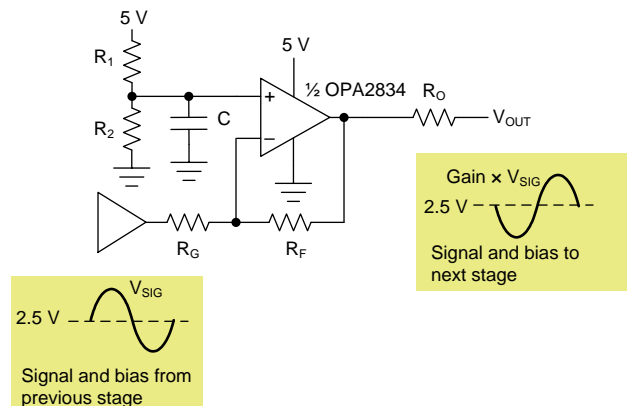 5 V
R1
5 V
½ OPA2834
RO
+
VOUT
R2
C
−
Gain × VSIG
2.5 V
Signal and bias to
next stage
RG
RF
VSIG
2.5 V
Signal and bias from
previous stage